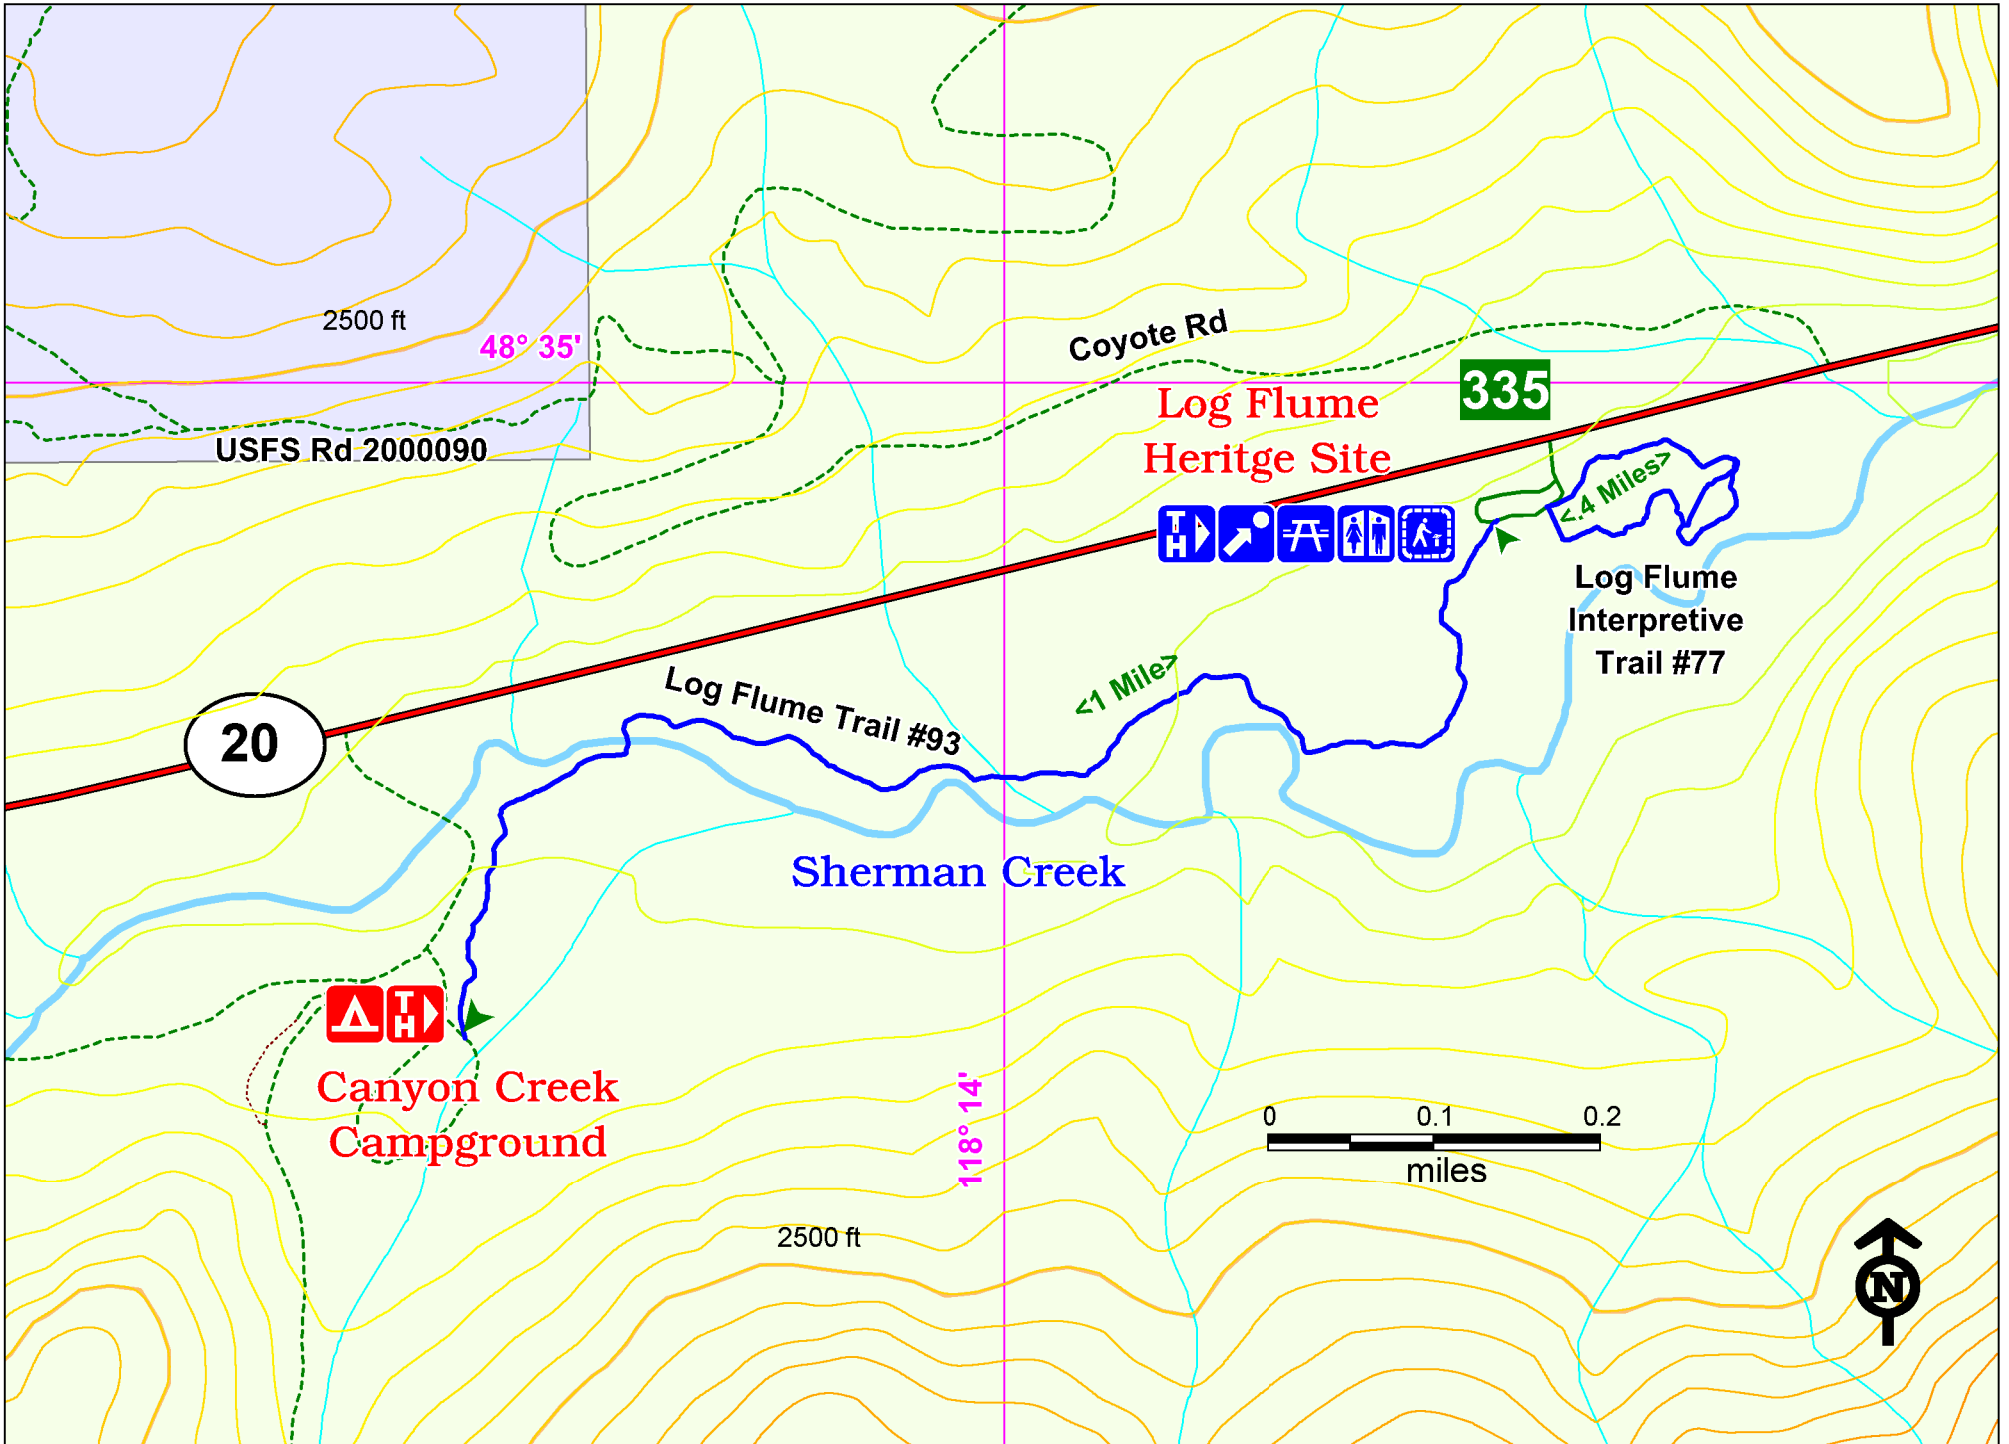 2500 ft
48° 35'
Coyote Rd
335
Log Flume
Heritge Site
USFS Rd 2000090
<.4 Miles>
T
H
Log Flume
Interpretive
Trail #77
<1 Mile>
Log Flume Trail #93
20
Sherman Creek
T
H
Canyon Creek
Campground
118° 14'
0 0.1 0.2
miles
2500 ft
N